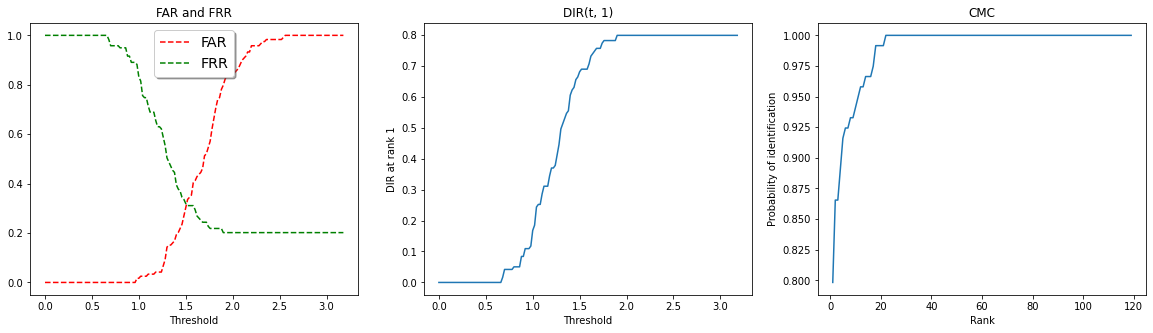 FAR and FRR
1.0
0.8
0.6
0.4
0.2
0.0
FAR
FRR
0.0 0.5 1.0 1.5 2.0 2.5 3.0
Threshold
DIR(t, 1)
DIR at rank 1
0.8
0.7
0.6
0.5
0.4
0.3
0.2
0.1
0.0
0.0 0.5 1.0 1.5 2.0 2.5 3.0
Threshold
CMC
Probability of identification
1.000
0.975
0.950
0.925
0.900
0.875
0.850
0.825
0.800
0 20 40 60 80 100 120
Rank